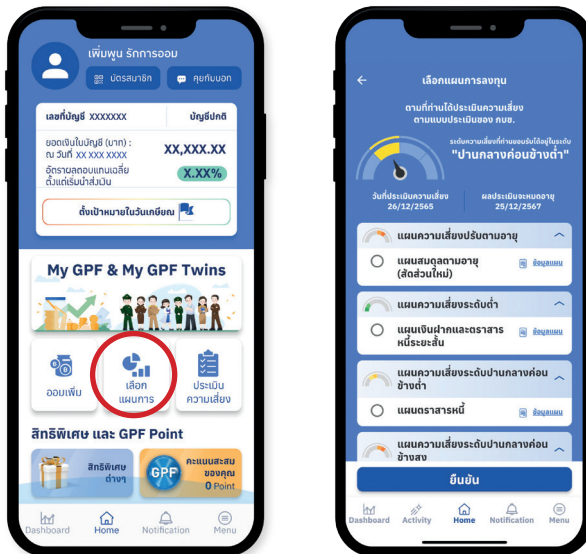 เพิ่มพูน รักการออม
บัตรสมาชิก
คุยกับบอท
เลขที่บัญชี XXXXXXX
บัญชีปกติ
ยอดเงินในบัญชี (บาท) :
ณ วันที่ XX XXX XXXX
XX,XXX.XX
อัตราผลตอบแทนเฉลี่ย
ตั้งแต่เริ่มนำส่งเงิน
X.XX%
ตั้งเป้าหมายในวันเกษียณ
My GPF & My GPF Twins
ออมเพิ่ม
เลือก
แผนการ
ประเมิน
ความเสี่ยง
สิทธิพิเศษ และ GPF Point
สิทธิพิเศษ
ต่างๆ
GPF
คะแนนสะสม
ของคุณ
0 Point
Dashboard
Home
Notification
Menu
เลือกแผนการลงทุน
ตามที่ท่านได้ประเมินความเสี่ยง
ตามแบบประเมินของ กบข.
ระดับความเสี่ยงที่ท่านยอมรับได้อยู่ในระดับ
"ปานกลางค่อนข้างต่ำ"
วันที่ประเมินความเสี่ยง
26/12/2565
ผลประเมินจะหมดอายุ
25/12/2567
แผนความเสี่ยงปรับตามอายุ
แผนสมดุลตามอายุ
(สัดส่วนใหม่)
ข้อมูลแผน
แผนความเสี่ยงระดับต่ำ
แผนเงินฝากและตราสาร
หนี้ระยะสั้น
ข้อมูลแผน
แผนความเสี่ยงระดับปานกลางค่อน
ข้างต่ำ
แผนตราสารหนี้
ข้อมูลแผน
แผนความเสี่ยงระดับปานกลางค่อน
ข้างสูง
ยืนยัน
Dashboard
Activity
Home
Notification
Menu